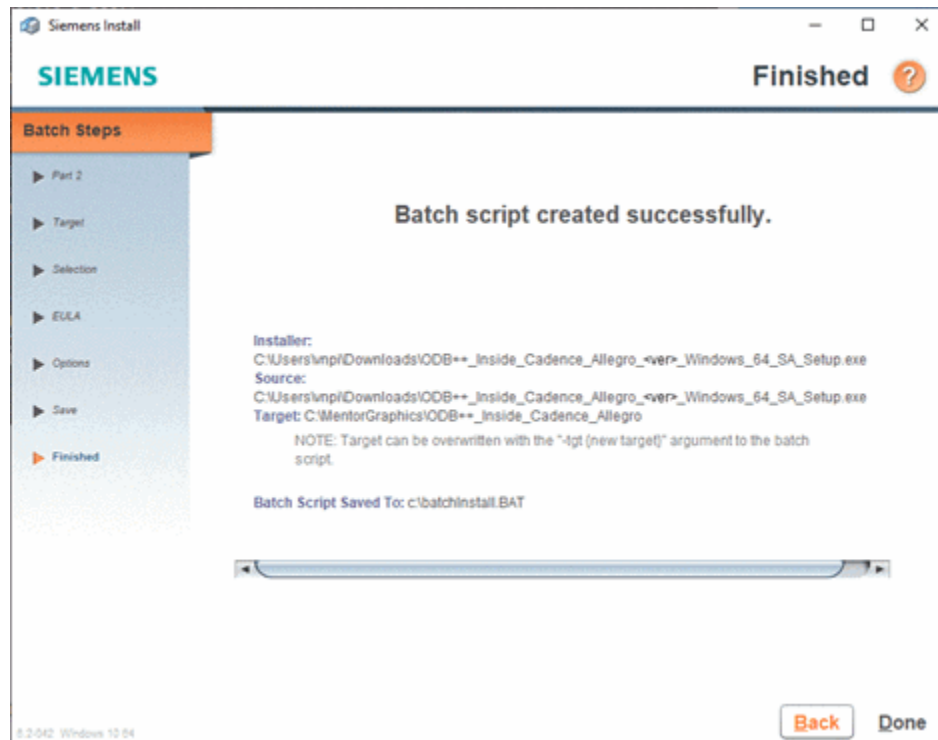 Siemens Install
SIEMENS
Finished
?
Batch Steps
Part 2
Target
Selection
EULA
Options
Save
Finished
Batch script created successfully.
Installer:
C:\Users\vnpi\Downloads\ODB++_Inside_Cadence_Allegro_<ver>_Windows_64_SA_Setup.exe
Source:
C:\Users\vnpi\Downloads\ODB++_Inside_Cadence_Allegro_<ver>_Windows_64_SA_Setup.exe
Target: C:\MentorGraphics\ODB++_Inside_Cadence_Allegro
NOTE: Target can be overwritten with the "-tgt {new target}" argument to the batch
script.
Batch Script Saved To: c:\batchInstall.BAT
Back
Done
Windows 10 64